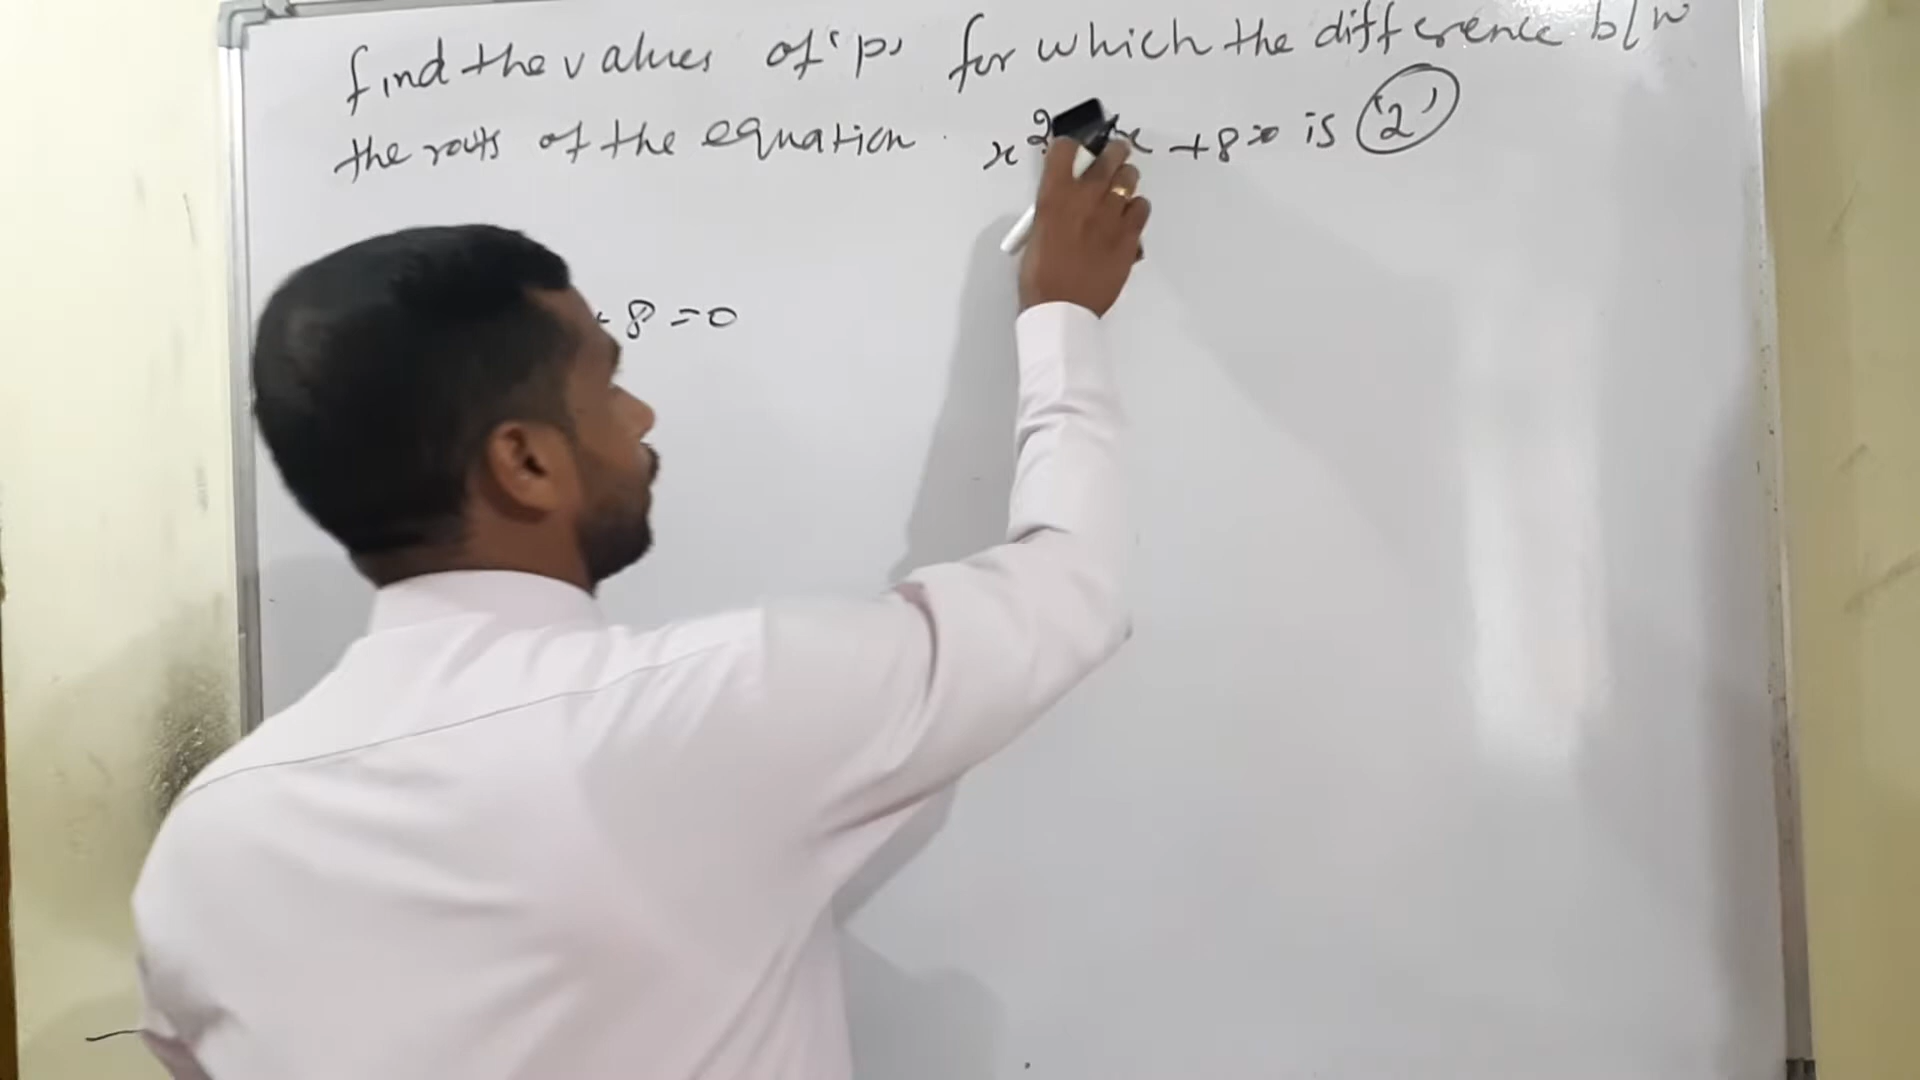 find the values of 'p' for which the difference b/w
the roots of the equation x² x +8=0 is '2'
8 =0